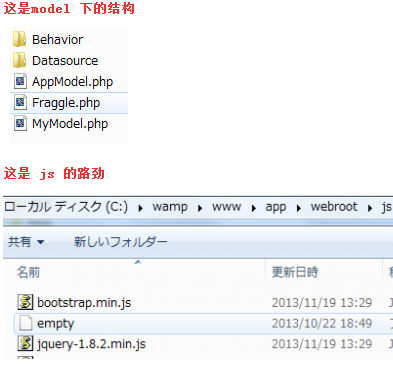 这是model 下的结构
Behavior
Datasource
AppModel.php
Fraggle.php
MyModel.php
这是 js 的路劲
ローカル ディスク (C:) ▸ wamp ▸ www ▸ app ▸ webroot ▸ js
共有 ▼ 新しいフォルダー
名前 更新日時
bootstrap.min.js 2013/11/19 13:29
empty 2013/10/22 18:49
jquery-1.8.2.min.js 2013/11/19 13:29